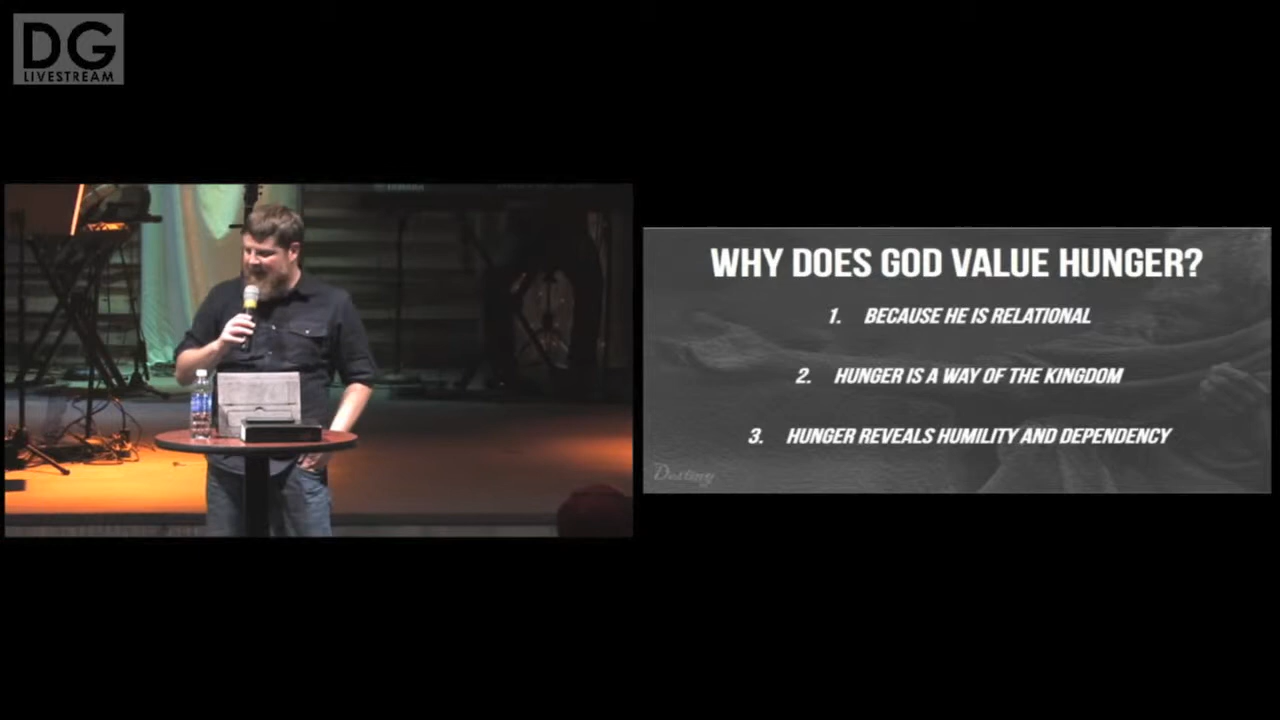 DG
LIVESTREAM
WHY DOES GOD VALUE HUNGER?
1. BECAUSE HE IS RELATIONAL
2. HUNGER IS A WAY OF THE KINGDOM
3. HUNGER REVEALS HUMILITY AND DEPENDENCY
Destiny